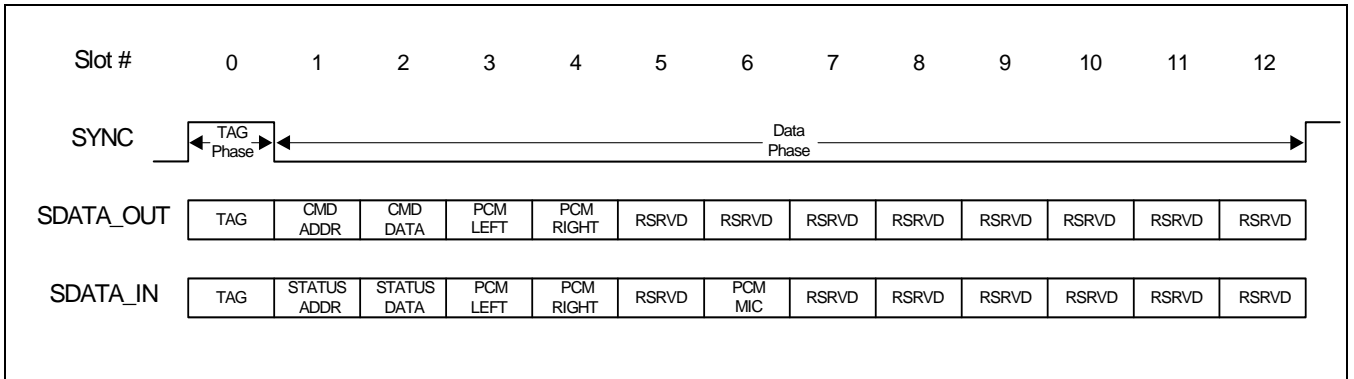 Slot # 0 1 2 3 4 5 6 7 8 9 10 11 12
SYNC TAG Phase Data Phase
SDATA_OUT TAG CMD ADDR CMD DATA PCM LEFT PCM RIGHT RSRVD RSRVD RSRVD RSRVD RSRVD RSRVD RSRVD RSRVD
SDATA_IN TAG STATUS ADDR STATUS DATA PCM LEFT PCM RIGHT RSRVD PCM MIC RSRVD RSRVD RSRVD RSRVD RSRVD RSRVD